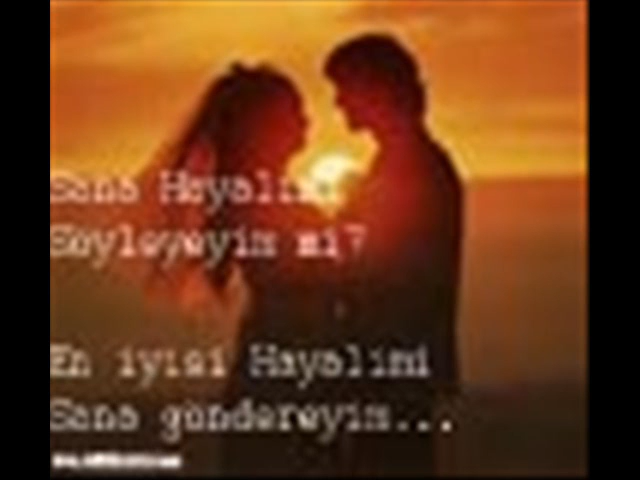 Sana Hayalimi
Söyleyeyim mi?
En iyisi Hayalimi
Sana göndereyim...